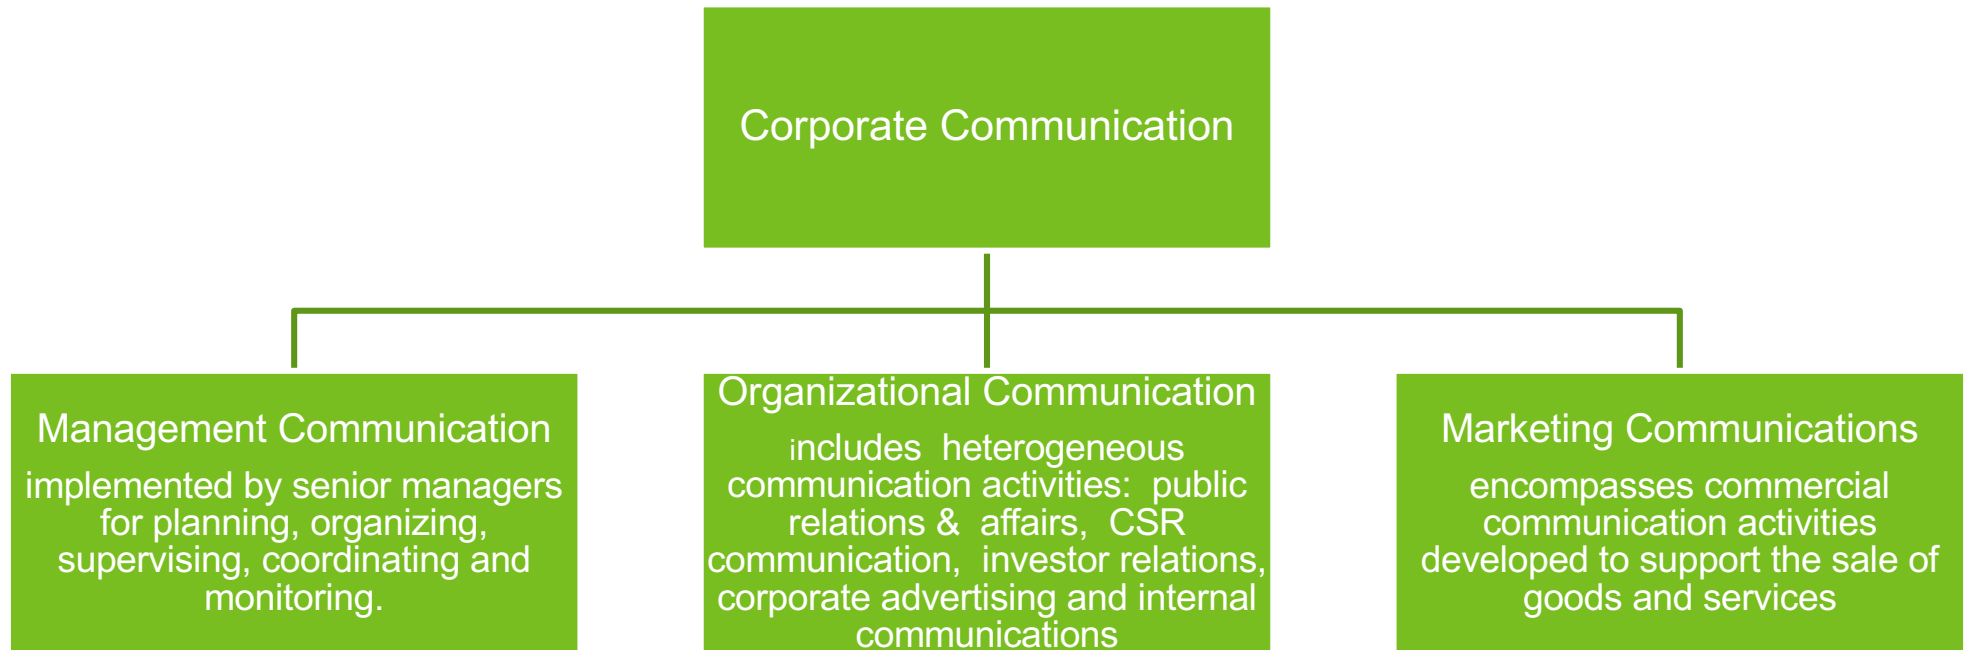 Corporate Communication
Management Communication
implemented by senior managers
for planning, organizing,
supervising, coordinating and
monitoring.
Organizational Communication
includes heterogeneous
communication activities: public
relations & affairs, CSR
communication, investor relations,
corporate advertising and internal
communications
Marketing Communications
encompasses commercial
communication activities
developed to support the sale of
goods and services